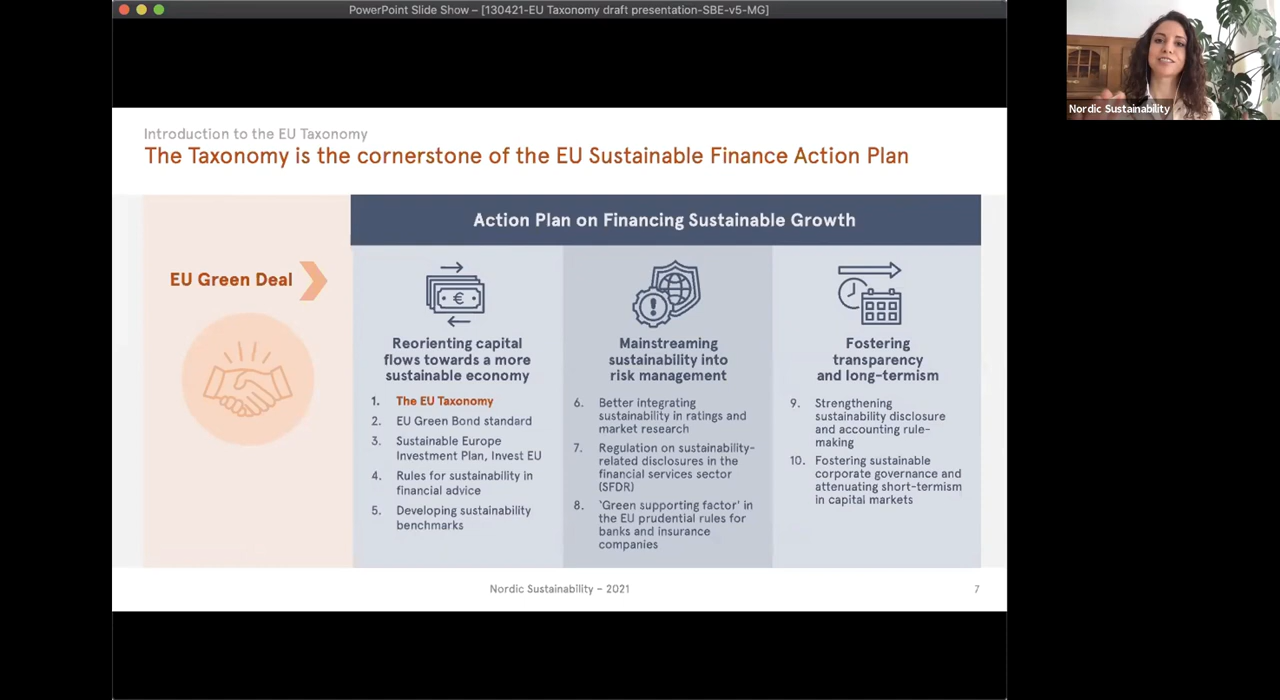 PowerPoint Slide Show – [130421-EU Taxonomy draft presentation-SBE-v5-MG]
Nordic Sustainability
Introduction to the EU Taxonomy
The Taxonomy is the cornerstone of the EU Sustainable Finance Action Plan
Action Plan on Financing Sustainable Growth
EU Green Deal
Reorienting capital
flows towards a more
sustainable economy
1. The EU Taxonomy
2. EU Green Bond standard
3. Sustainable Europe
Investment Plan, Invest EU
4. Rules for sustainability in
financial advice
5. Developing sustainability
benchmarks
Mainstreaming
sustainability into
risk management
6. Better integrating
sustainability in ratings and
market research
7. Regulation on sustainability-
related disclosures in the
financial services sector
(SFDR)
8. ‘Green supporting factor’ in
the EU prudential rules for
banks and insurance
companies
Fostering
transparency
and long-termism
9. Strengthening
sustainability disclosure
and accounting rule-
making
10. Fostering sustainable
corporate governance and
attenuating short-termism
in capital markets
Nordic Sustainability – 2021
7